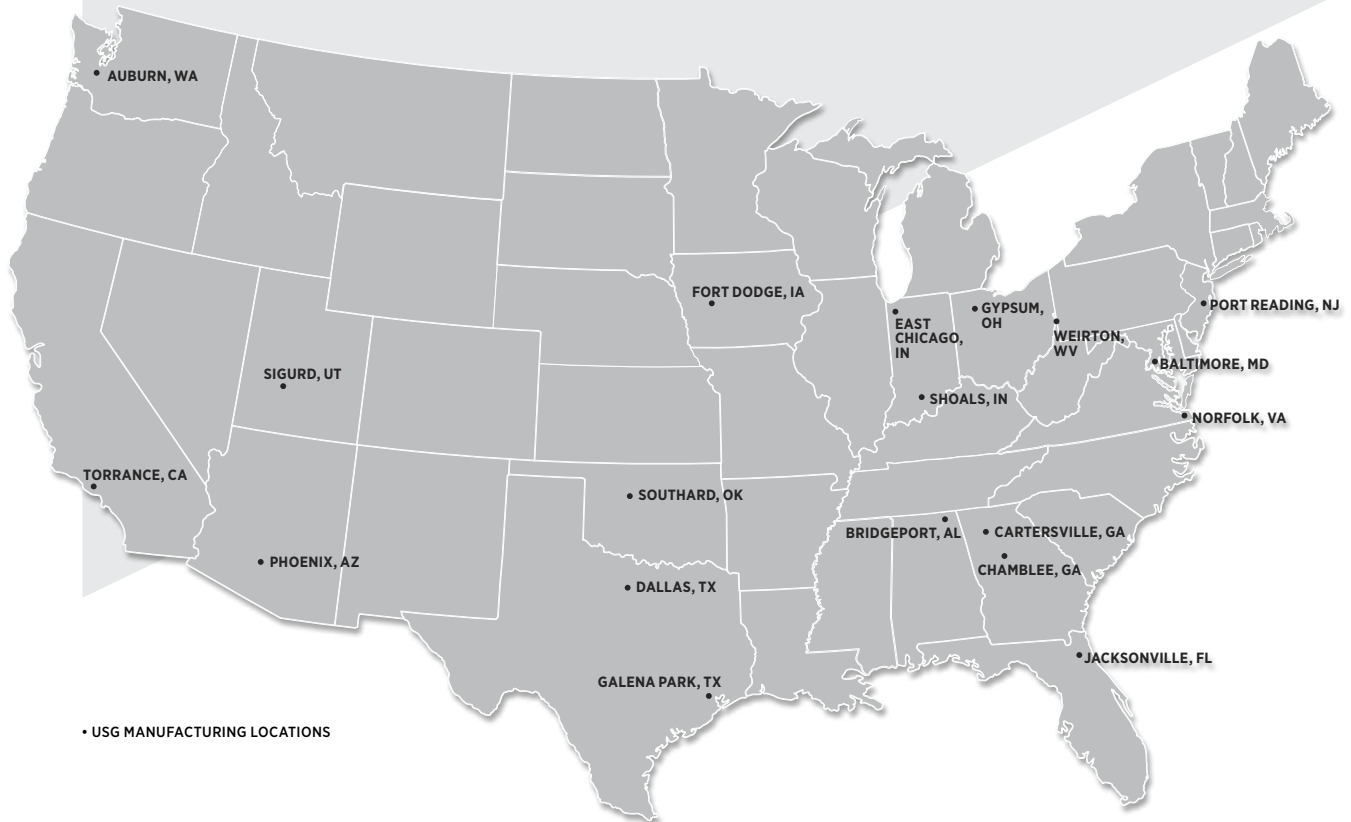 AUBURN, WA
FORT DODGE, IA
GYPSUM,
OH
PORT READING, NJ
EAST
CHICAGO,
IN
WEIRTON,
WV
BALTIMORE, MD
SIGURD, UT
SHOALS, IN
NORFOLK, VA
TORRANCE, CA
SOUTHARD, OK
BRIDGEPORT, AL
CARTERSVILLE, GA
PHOENIX, AZ
CHAMBLEE, GA
DALLAS, TX
JACKSONVILLE, FL
GALENA PARK, TX
• USG MANUFACTURING LOCATIONS